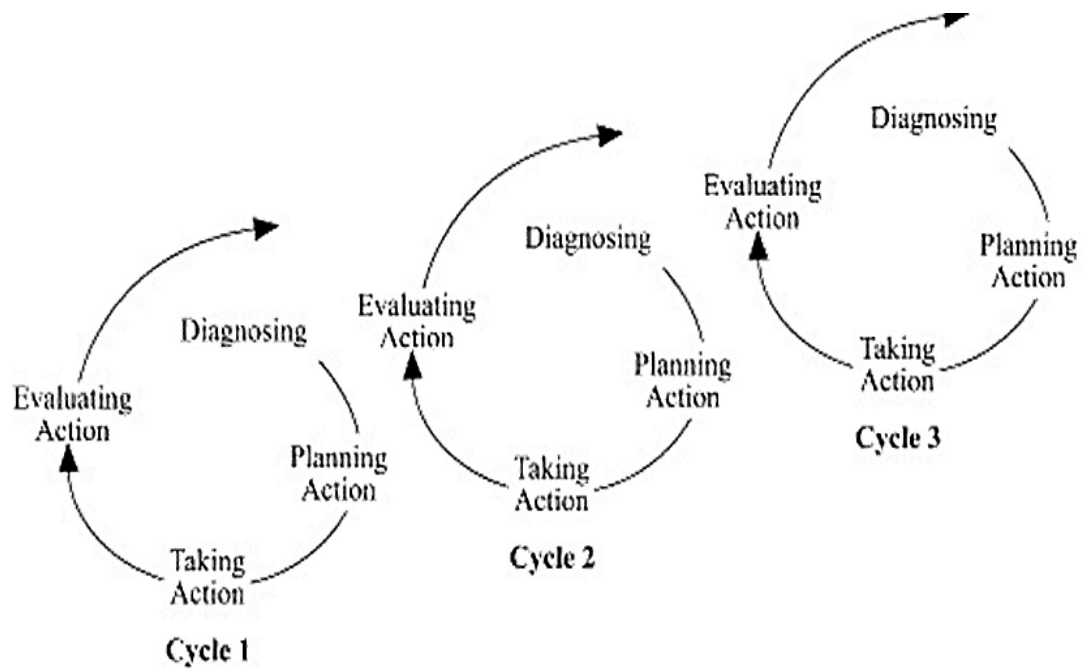 Diagnosing
Planning
Action
Taking
Action
Evaluating
Action
Cycle 1
Diagnosing
Planning
Action
Taking
Action
Evaluating
Action
Cycle 2
Diagnosing
Planning
Action
Taking
Action
Evaluating
Action
Cycle 3